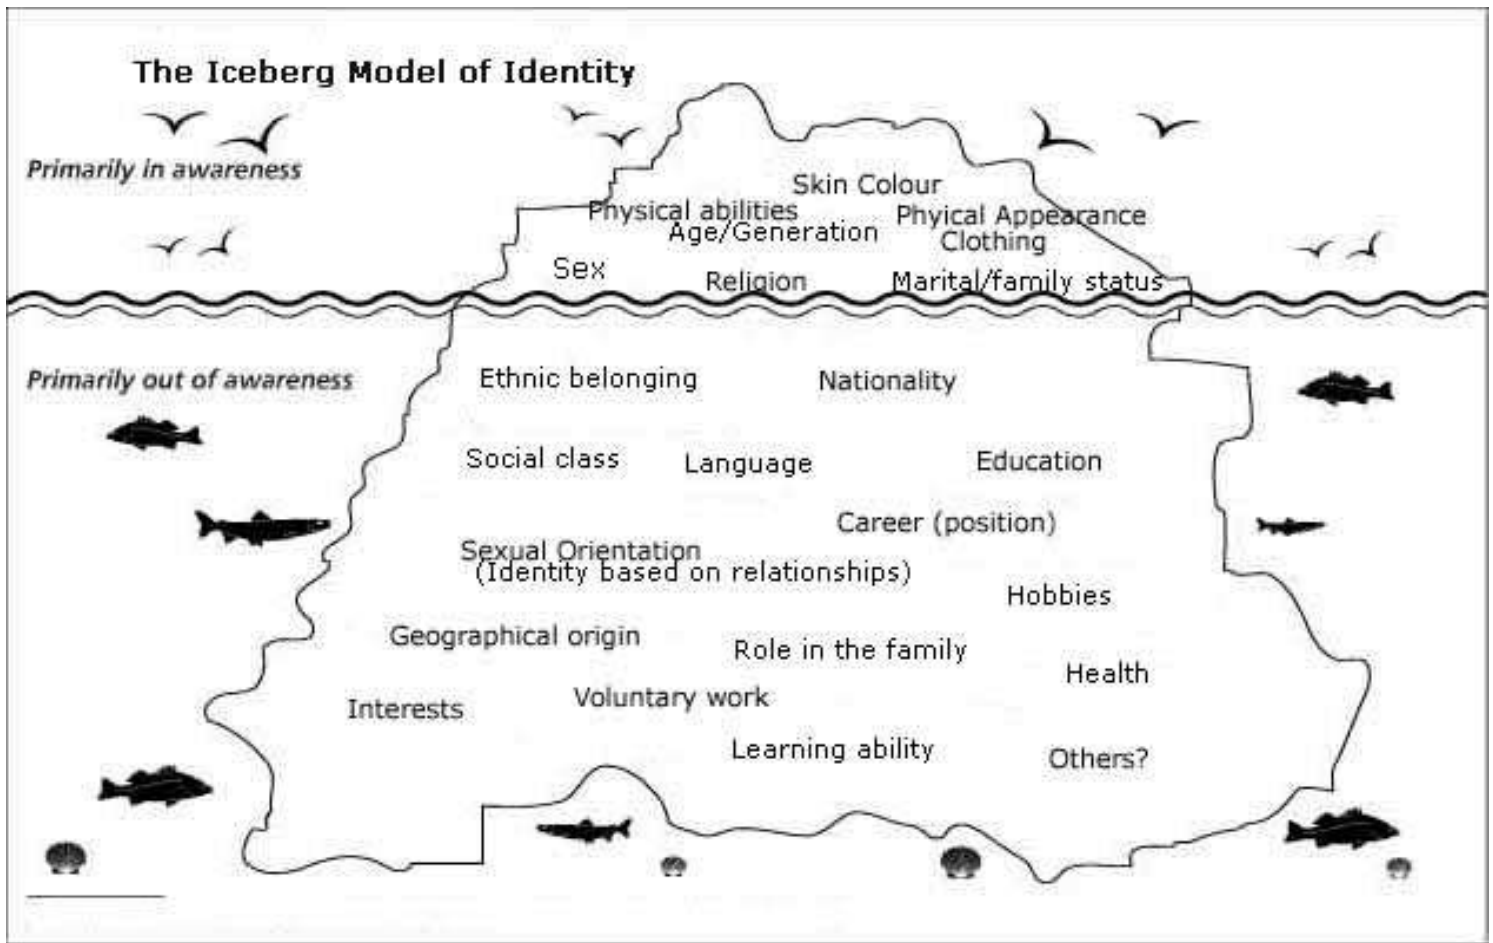 The Iceberg Model of Identity
Primarily in awareness
Skin Colour
Physical abilities
Phyical Appearance
Age/Generation
Clothing
Sex
Religion
Marital/family status
Primarily out of awareness
Ethnic belonging
Nationality
Social class
Language
Education
Career (position)
Sexual Orientation
(Identity based on relationships)
Hobbies
Geographical origin
Role in the family
Health
Interests
Voluntary work
Learning ability
Others?